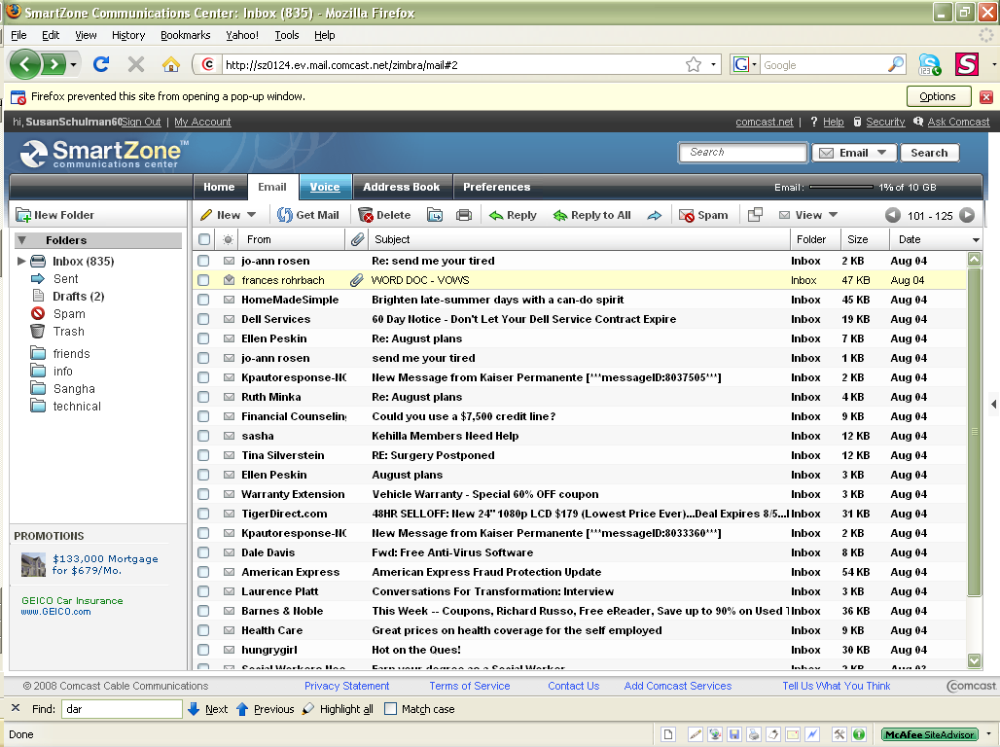 SmartZone Communications Center: Inbox (835) - Mozilla Firefox
File Edit View History Bookmarks Yahoo! Tools Help
http://sz0124.ev.mail.comcast.net/zimbra/mail#2 Google
Firefox prevented this site from opening a pop-up window. Options
hi, SusanSchulman60 Sign Out | My Account comcast.net | ? Help Security Ask Comcast
SmartZone™
communications center
Search Email Search
Home Email Voice Address Book Preferences Email: 1% of 10 GB
New Folder New Get Mail Delete Reply Reply to All Spam View 101 - 125
Folders From Subject Folder Size Date
Inbox (835)
Sent
Drafts (2)
Spam
Trash
friends
info
Sangha
technical
jo-ann rosen Re: send me your tired Inbox 2 KB Aug 04
frances rohrbach WORD DOC - VOWS Inbox 47 KB Aug 04
HomeMadeSimple Brighten late-summer days with a can-do spirit Inbox 45 KB Aug 04
Dell Services 60 Day Notice - Don't Let Your Dell Service Contract Expire Inbox 19 KB Aug 04
Ellen Peskin Re: August plans Inbox 7 KB Aug 04
jo-ann rosen send me your tired Inbox 1 KB Aug 04
Kpautoresponse-NO New Message from Kaiser Permanente [***messageID:8037505***] Inbox 2 KB Aug 04
Ruth Minka Re: August plans Inbox 4 KB Aug 04
Financial Counseling Could you use a $7,500 credit line? Inbox 9 KB Aug 04
sasha Kehilla Members Need Help Inbox 12 KB Aug 04
Tina Silverstein RE: Surgery Postponed Inbox 12 KB Aug 04
Ellen Peskin August plans Inbox 3 KB Aug 04
Warranty Extension Vehicle Warranty - Special 60% OFF coupon Inbox 3 KB Aug 04
TigerDirect.com 48HR SELLOFF: New 24" 1080p LCD $179 (Lowest Price Ever)...Deal Expires 8/5... Inbox 31 KB Aug 04
Kpautoresponse-NO New Message from Kaiser Permanente [***messageID:8033360***] Inbox 2 KB Aug 04
Dale Davis Fwd: Free Anti-Virus Software Inbox 8 KB Aug 04
American Express American Express Fraud Protection Update Inbox 54 KB Aug 04
Laurence Platt Conversations For Transformation: Interview Inbox 3 KB Aug 04
Barnes & Noble This Week -- Coupons, Richard Russo, Free eReader, Save up to 90% on Used Inbox 36 KB Aug 04
Health Care Great prices on health coverage for the self employed Inbox 9 KB Aug 04
hungrygirl Hot on the Ques! Inbox 30 KB Aug 04
Social Workers Earn your degree as a Social Worker Inbox 2 KB Aug 03
PROMOTIONS
$133,000 Mortgage
for $679/Mo.
GEICO Car Insurance
www.GEICO.com
© 2008 Comcast Cable Communications Privacy Statement Terms of Service Contact Us Add Comcast Services Tell Us What You Think Comcast
Find: dar Next Previous Highlight all Match case
Done McAfee SiteAdvisor